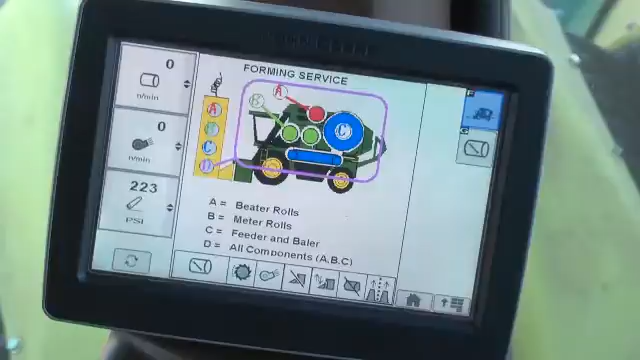 FORMING SERVICE
0
n/min
0
n/min
223
PSI
A
B
C
D
A
B
C
A = Beater Rolls
B = Meter Rolls
C = Feeder and Baler
D = All Components (A,B,C)